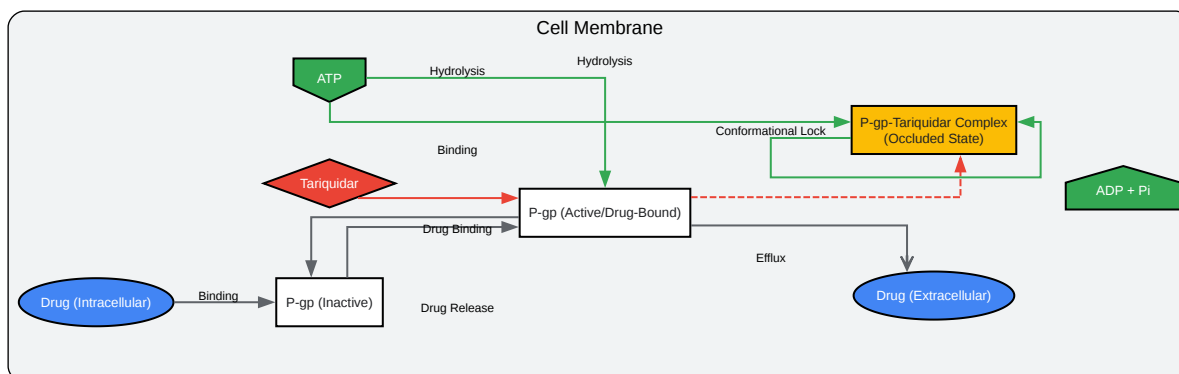 Cell Membrane
Hydrolysis
Hydrolysis
ATP
P-gp-Tariquidar Complex
(Occluded State)
Conformational Lock
Binding
Tariquidar
ADP + Pi
P-gp (Active/Drug-Bound)
Drug Binding
Efflux
Drug (Intracellular)
Binding
P-gp (Inactive)
Drug Release
Drug (Extracellular)